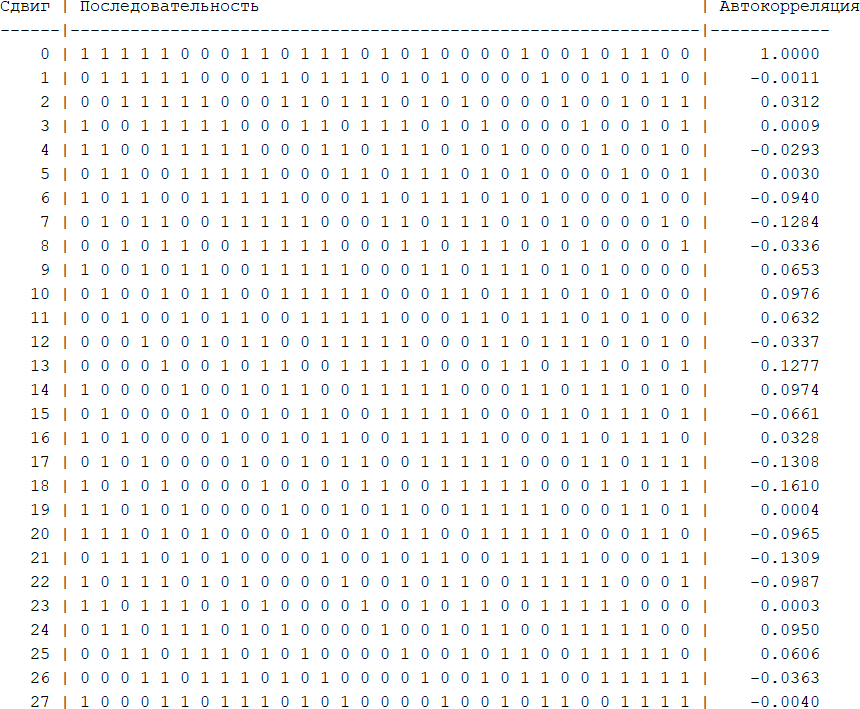 Сдвиг | Последовательность | Автокорреляция
------|---------------------------------------------------------------|------------
0 | 1 1 1 1 1 0 0 0 1 1 0 1 1 1 0 1 0 1 0 0 0 0 1 0 0 1 0 1 1 0 0 | 1.0000
1 | 0 1 1 1 1 1 0 0 0 1 1 0 1 1 1 0 1 0 1 0 0 0 0 1 0 0 1 0 1 1 0 | -0.0011
2 | 0 0 1 1 1 1 1 0 0 0 1 1 0 1 1 1 0 1 0 1 0 0 0 0 1 0 0 1 0 1 1 | 0.0312
3 | 1 0 0 1 1 1 1 1 0 0 0 1 1 0 1 1 1 0 1 0 1 0 0 0 0 1 0 0 1 0 1 | 0.0009
4 | 1 1 0 0 1 1 1 1 1 0 0 0 1 1 0 1 1 1 0 1 0 1 0 0 0 0 1 0 0 1 0 | -0.0293
5 | 0 1 1 0 0 1 1 1 1 1 0 0 0 1 1 0 1 1 1 0 1 0 1 0 0 0 0 1 0 0 1 | 0.0030
6 | 1 0 1 1 0 0 1 1 1 1 1 0 0 0 1 1 0 1 1 1 0 1 0 1 0 0 0 0 1 0 0 | -0.0940
7 | 0 1 0 1 1 0 0 1 1 1 1 1 0 0 0 1 1 0 1 1 1 0 1 0 1 0 0 0 0 1 0 | -0.1284
8 | 0 0 1 0 1 1 0 0 1 1 1 1 1 0 0 0 1 1 0 1 1 1 0 1 0 1 0 0 0 0 1 | -0.0336
9 | 1 0 0 1 0 1 1 0 0 1 1 1 1 1 0 0 0 1 1 0 1 1 1 0 1 0 1 0 0 0 0 | 0.0653
10 | 0 1 0 0 1 0 1 1 0 0 1 1 1 1 1 0 0 0 1 1 0 1 1 1 0 1 0 1 0 0 0 | 0.0976
11 | 0 0 1 0 0 1 0 1 1 0 0 1 1 1 1 1 0 0 0 1 1 0 1 1 1 0 1 0 1 0 0 | 0.0632
12 | 0 0 0 1 0 0 1 0 1 1 0 0 1 1 1 1 1 0 0 0 1 1 0 1 1 1 0 1 0 1 0 | -0.0337
13 | 0 0 0 0 1 0 0 1 0 1 1 0 0 1 1 1 1 1 0 0 0 1 1 0 1 1 1 0 1 0 1 | 0.1277
14 | 1 0 0 0 0 1 0 0 1 0 1 1 0 0 1 1 1 1 1 0 0 0 1 1 0 1 1 1 0 1 0 | 0.0974
15 | 0 1 0 0 0 0 1 0 0 1 0 1 1 0 0 1 1 1 1 1 0 0 0 1 1 0 1 1 1 0 1 | -0.0661
16 | 1 0 1 0 0 0 0 1 0 0 1 0 1 1 0 0 1 1 1 1 1 0 0 0 1 1 0 1 1 1 0 | 0.0328
17 | 0 1 0 1 0 0 0 0 1 0 0 1 0 1 1 0 0 1 1 1 1 1 0 0 0 1 1 0 1 1 1 | -0.1308
18 | 1 0 1 0 1 0 0 0 0 1 0 0 1 0 1 1 0 0 1 1 1 1 1 0 0 0 1 1 0 1 1 | -0.1610
19 | 1 1 0 1 0 1 0 0 0 0 1 0 0 1 0 1 1 0 0 1 1 1 1 1 0 0 0 1 1 0 1 | 0.0004
20 | 1 1 1 0 1 0 1 0 0 0 0 1 0 0 1 0 1 1 0 0 1 1 1 1 1 0 0 0 1 1 0 | -0.0965
21 | 0 1 1 1 0 1 0 1 0 0 0 0 1 0 0 1 0 1 1 0 0 1 1 1 1 1 0 0 0 1 1 | -0.1309
22 | 1 0 1 1 1 0 1 0 1 0 0 0 0 1 0 0 1 0 1 1 0 0 1 1 1 1 1 0 0 0 1 | -0.0987
23 | 1 1 0 1 1 1 0 1 0 1 0 0 0 0 1 0 0 1 0 1 1 0 0 1 1 1 1 1 0 0 0 | 0.0003
24 | 0 1 1 0 1 1 1 0 1 0 1 0 0 0 0 1 0 0 1 0 1 1 0 0 1 1 1 1 1 0 0 | 0.0950
25 | 0 0 1 1 0 1 1 1 0 1 0 1 0 0 0 0 1 0 0 1 0 1 1 0 0 1 1 1 1 1 0 | 0.0606
26 | 0 0 0 1 1 0 1 1 1 0 1 0 1 0 0 0 0 1 0 0 1 0 1 1 0 0 1 1 1 1 1 | -0.0363
27 | 1 0 0 0 1 1 0 1 1 1 0 1 0 1 0 0 0 0 1 0 0 1 0 1 1 0 0 1 1 1 1 | -0.0040